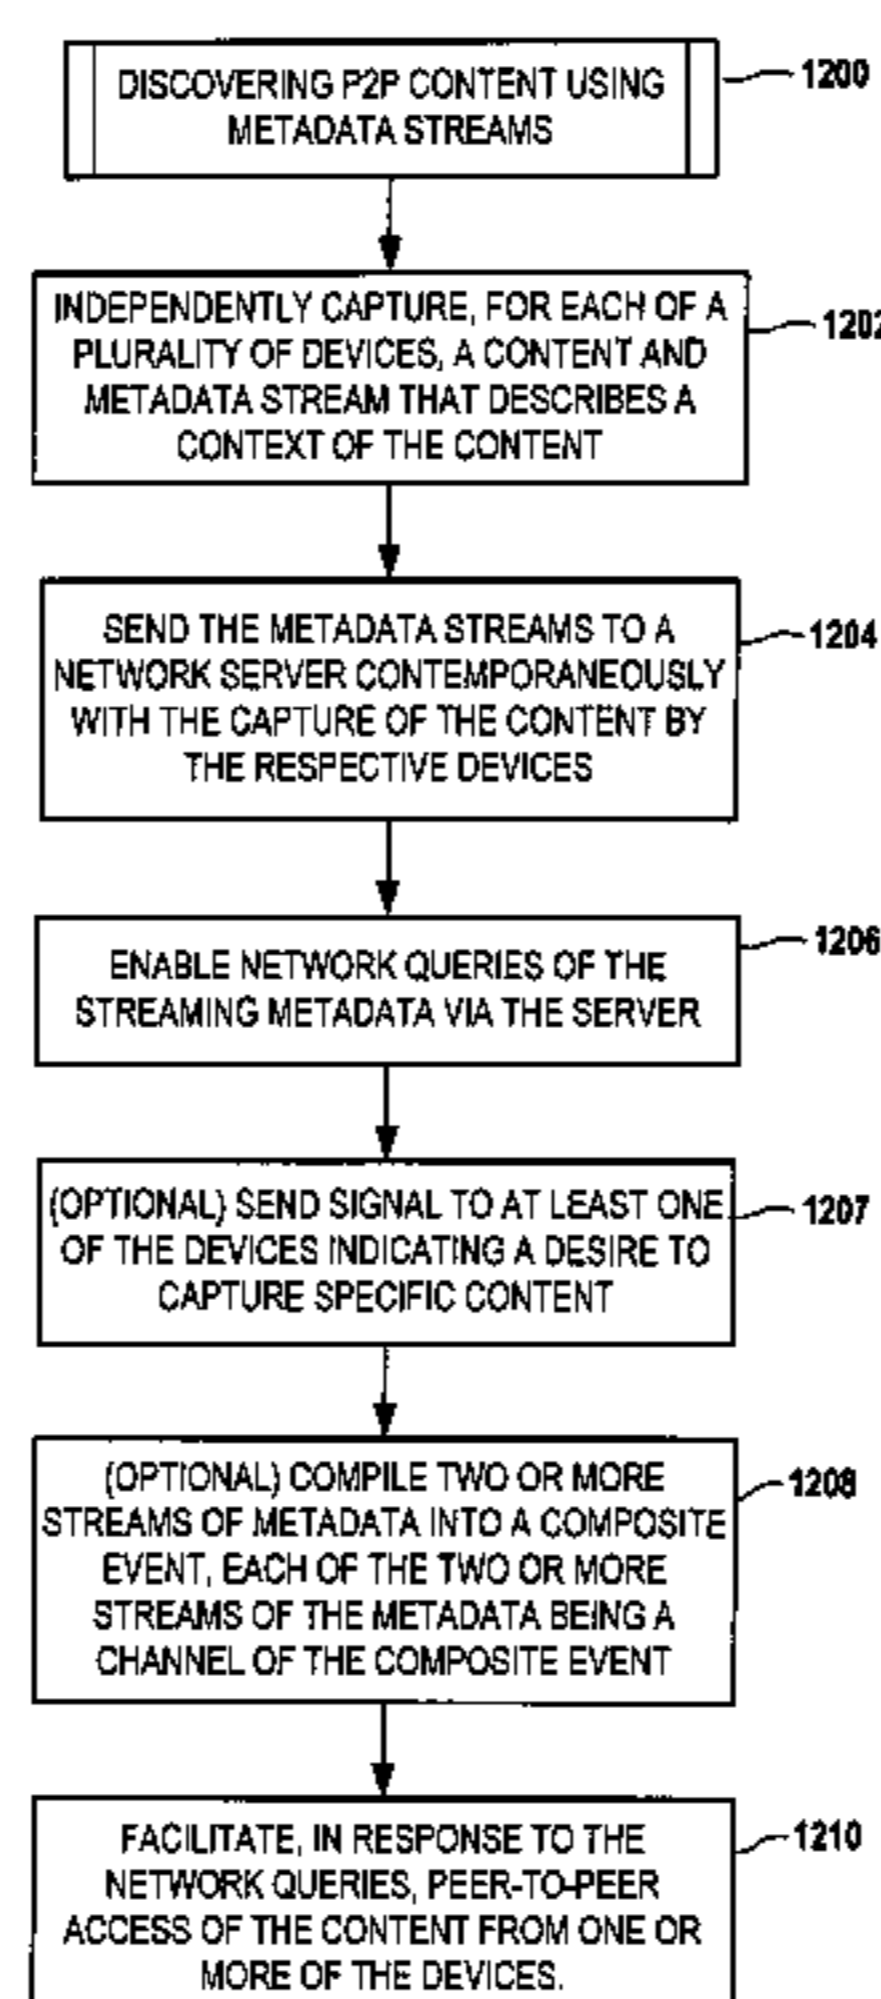 DISCOVERING P2P CONTENT USING
METADATA STREAMS
1200
INDEPENDENTLY CAPTURE, FOR EACH OF A
PLURALITY OF DEVICES, A CONTENT AND
METADATA STREAM THAT DESCRIBES A
CONTEXT OF THE CONTENT
1202
SEND THE METADATA STREAMS TO A
NETWORK SERVER CONTEMPORANEOUSLY
WITH THE CAPTURE OF THE CONTENT BY
THE RESPECTIVE DEVICES
1204
ENABLE NETWORK QUERIES OF THE
STREAMING METADATA VIA THE SERVER
1206
(OPTIONAL) SEND SIGNAL TO AT LEAST ONE
OF THE DEVICES INDICATING A DESIRE TO
CAPTURE SPECIFIC CONTENT
1207
(OPTIONAL) COMPILE TWO OR MORE
STREAMS OF METADATA INTO A COMPOSITE
EVENT, EACH OF THE TWO OR MORE
STREAMS OF THE METADATA BEING A
CHANNEL OF THE COMPOSITE EVENT
1208
FACILITATE, IN RESPONSE TO THE
NETWORK QUERIES, PEER-TO-PEER
ACCESS OF THE CONTENT FROM ONE OR
MORE OF THE DEVICES.
1210